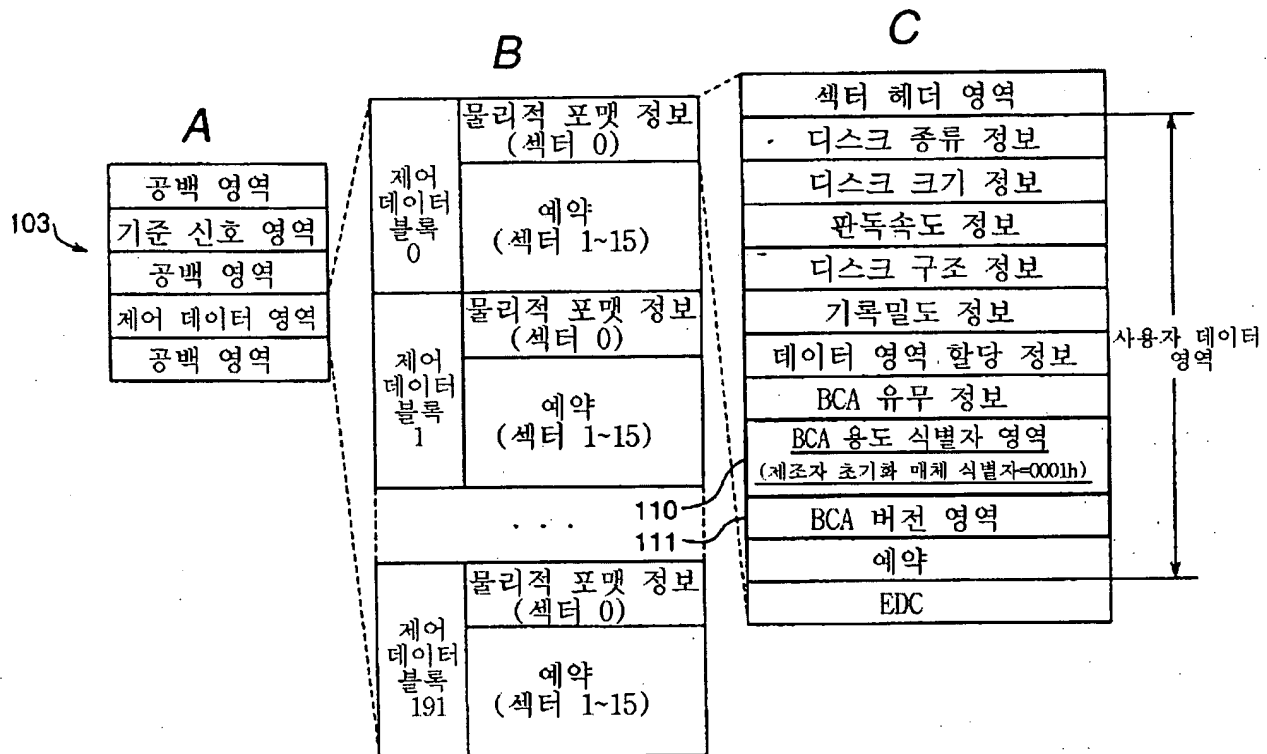 A
103
공백 영역
기준 신호 영역
공백 영역
제어 데이터 영역
공백 영역
B
제어
데이터
블록
0
물리적 포맷 정보
(섹터 0)
예약
(섹터 1~15)
제어
데이터
블록
1
물리적 포맷 정보
(섹터 0)
예약
(섹터 1~15)
. . .
제어
데이터
블록
191
물리적 포맷 정보
(섹터 0)
예약
(섹터 1~15)
C
섹터 헤더 영역
디스크 종류 정보
디스크 크기 정보
판독속도 정보
디스크 구조 정보
기록밀도 정보
데이터 영역 할당 정보
BCA 유무 정보
BCA 용도 식별자 영역
(제조자 초기화 매체 식별자=0001h)
BCA 버전 영역
예약
EDC
110
111
사용자 데이터
영역